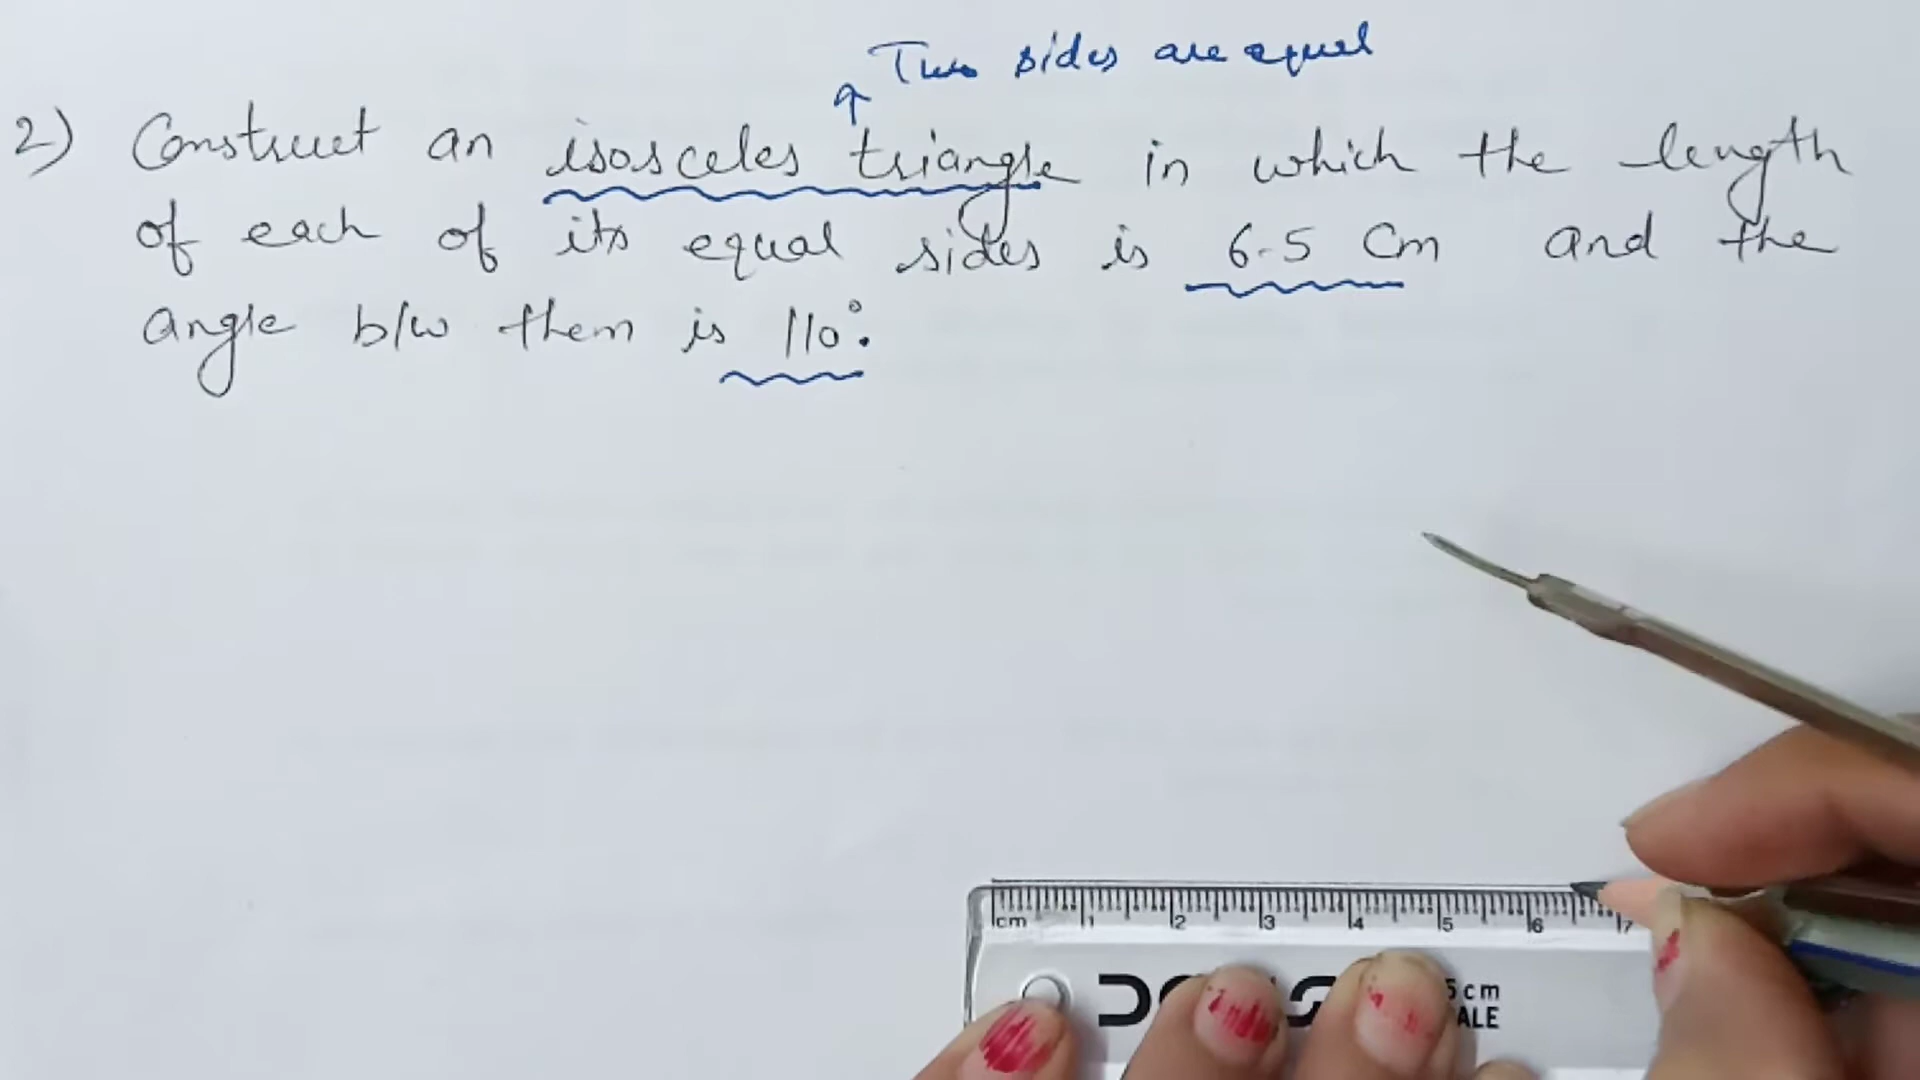 Two sides are equal
2) Construct an isosceles triangle in which the length
of each of its equal sides is 6.5 cm and the
angle b/w them is 110°.
cm 1 2 3 4 5 6 7
5 cm
ALE